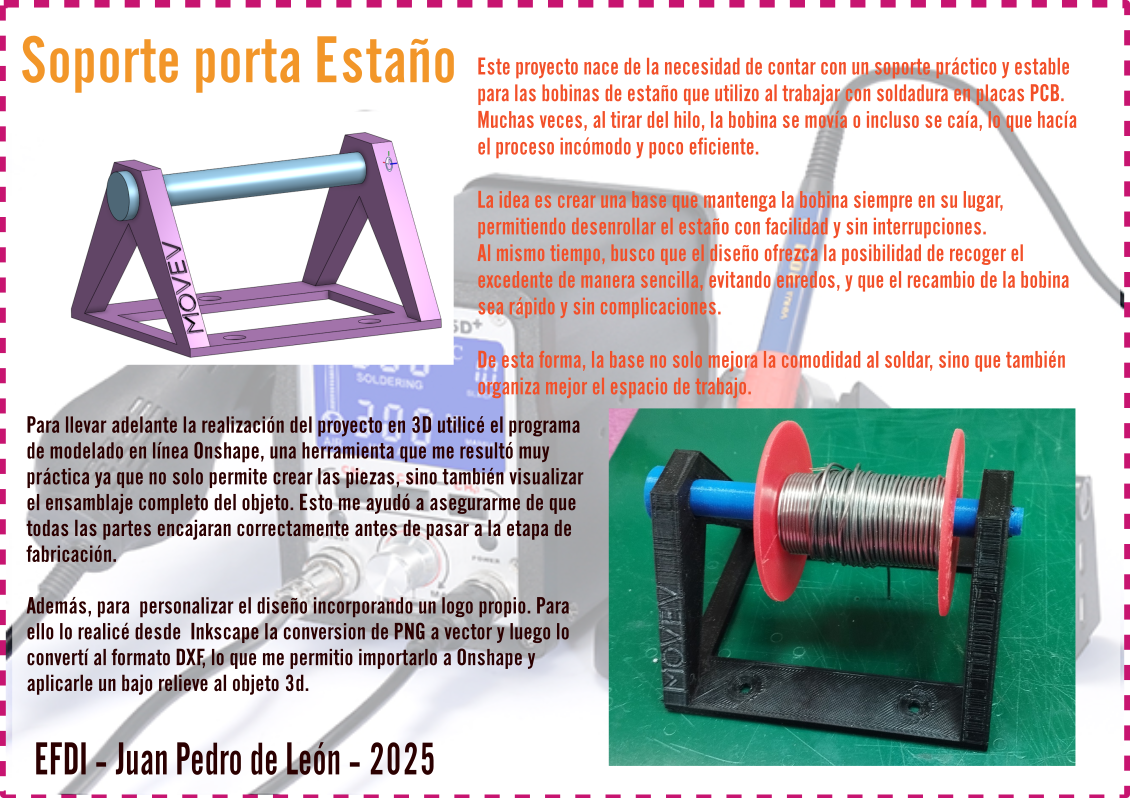 Soporte porta Estaño
Este proyecto nace de la necesidad de contar con un soporte práctico y estable
para las bobinas de estaño que utilizo al trabajar con soldadura en placas PCB.
Muchas veces, al tirar del hilo, la bobina se movía o incluso se caía, lo que hacía
el proceso incómodo y poco eficiente.
La idea es crear una base que mantenga la bobina siempre en su lugar,
permitiendo desenrollar el estaño con facilidad y sin interrupciones.
Al mismo tiempo, busco que el diseño ofrezca la posibilidad de recoger el
excedente de manera sencilla, evitando enredos, y que el recambio de la bobina
sea rápido y sin complicaciones.
De esta forma, la base no solo mejora la comodidad al soldar, sino que también
organiza mejor el espacio de trabajo.
MOVEV
5D+
SOLDERING
Para llevar adelante la realización del proyecto en 3D utilicé el programa
de modelado en línea Onshape, una herramienta que me resultó muy
práctica ya que no solo permite crear las piezas, sino también visualizar
el ensamblaje completo del objeto. Esto me ayudó a asegurarme de que
todas las partes encajaran correctamente antes de pasar a la etapa de
fabricación.
POWER
Además, para  personalizar el diseño incorporando un logo propio. Para
ello lo realicé desde  Inkscape la conversion de PNG a vector y luego lo
convertí al formato DXF, lo que me permitio importarlo a Onshape y
aplicarle un bajo relieve al objeto 3d.
MOVEV
EFDI - Juan Pedro de León - 2025